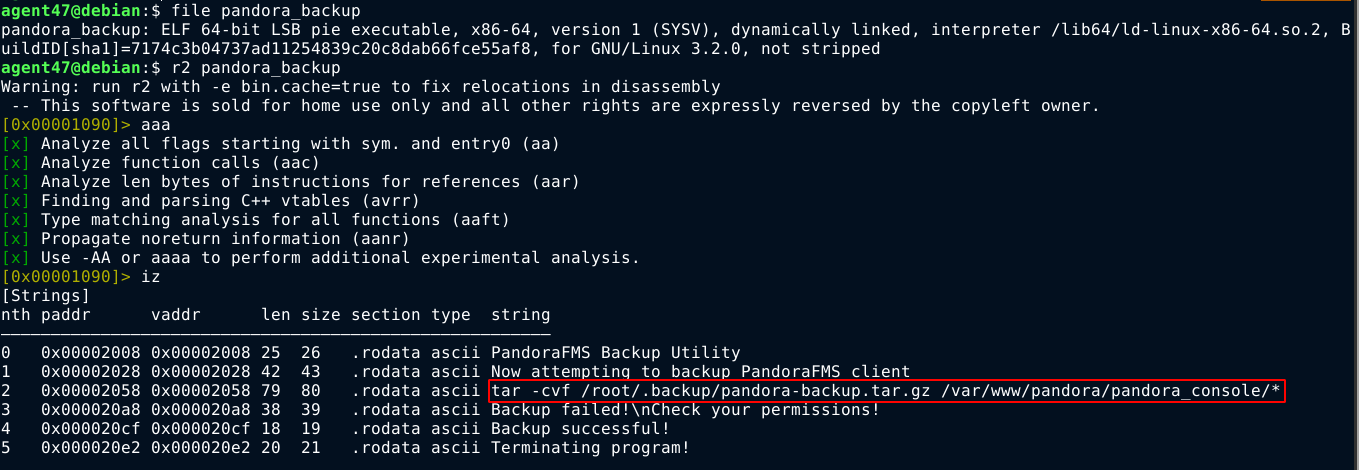 agent47@debian:$ file pandora_backup
pandora_backup: ELF 64-bit LSB pie executable, x86-64, version 1 (SYSV), dynamically linked, interpreter /lib64/ld-linux-x86-64.so.2, B
uildID[sha1]=7174c3b04737ad11254839c20c8dab66fce55af8, for GNU/Linux 3.2.0, not stripped
agent47@debian:$ r2 pandora_backup
Warning: run r2 with -e bin.cache=true to fix relocations in disassembly
 -- This software is sold for home use only and all other rights are expressly reversed by the copyleft owner.
[0x00001090]> aaa
[x] Analyze all flags starting with sym. and entry0 (aa)
[x] Analyze function calls (aac)
[x] Analyze len bytes of instructions for references (aar)
[x] Finding and parsing C++ vtables (avrr)
[x] Type matching analysis for all functions (aaft)
[x] Propagate noreturn information (aanr)
[x] Use -AA or aaaa to perform additional experimental analysis.
[0x00001090]> iz
[Strings]
nth paddr      vaddr      len size section type  string
―――――――――――――――――――――――――――――――――――――――――――――――――――――――
0   0x00002008 0x00002008 25  26   .rodata ascii PandoraFMS Backup Utility
1   0x00002028 0x00002028 42  43   .rodata ascii Now attempting to backup PandoraFMS client
2   0x00002058 0x00002058 79  80   .rodata ascii tar -cvf /root/.backup/pandora-backup.tar.gz /var/www/pandora/pandora_console/*
3   0x000020a8 0x000020a8 38  39   .rodata ascii Backup failed!\nCheck your permissions!
4   0x000020cf 0x000020cf 18  19   .rodata ascii Backup successful!
5   0x000020e2 0x000020e2 20  21   .rodata ascii Terminating program!